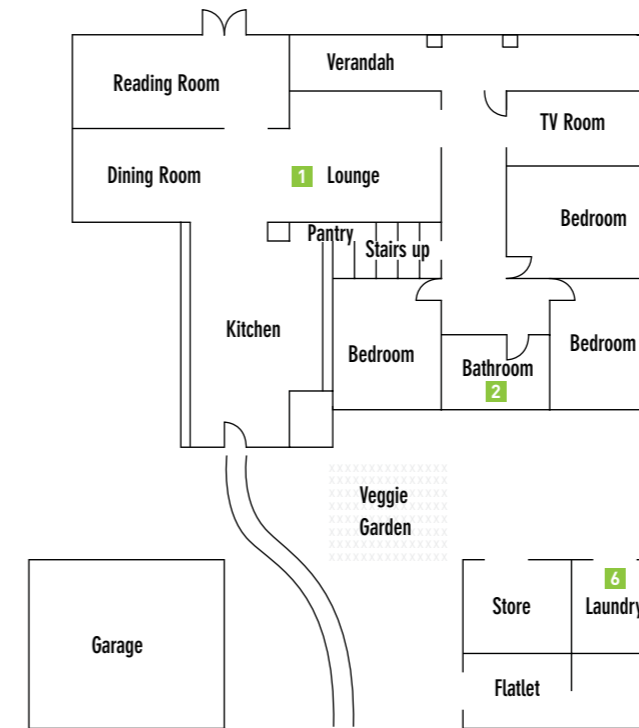 Verandah
Reading Room
TV Room
Dining Room
1 Lounge
Bedroom
Pantry
Stairs up
Kitchen
Bedroom
Bathroom
2
Bedroom
Veggie
Garden
6
Store
Laundry
Garage
Flatlet